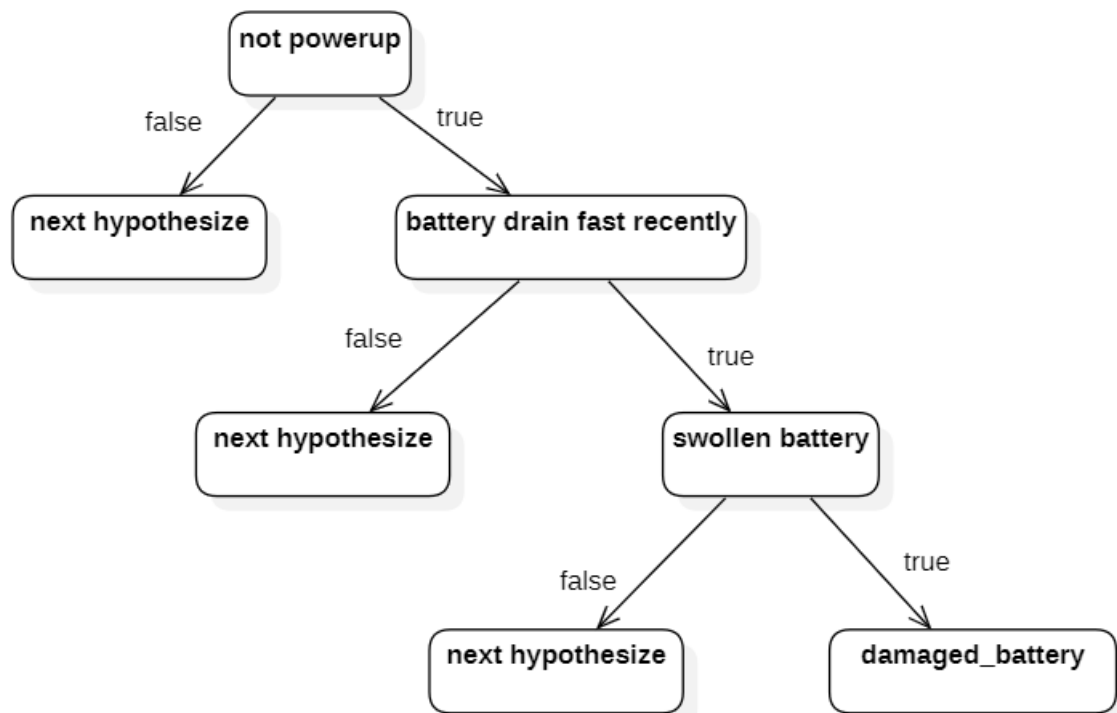 not powerup
false
true
next hypothesize
battery drain fast recently
false
true
next hypothesize
swollen battery
false
true
next hypothesize
damaged_battery